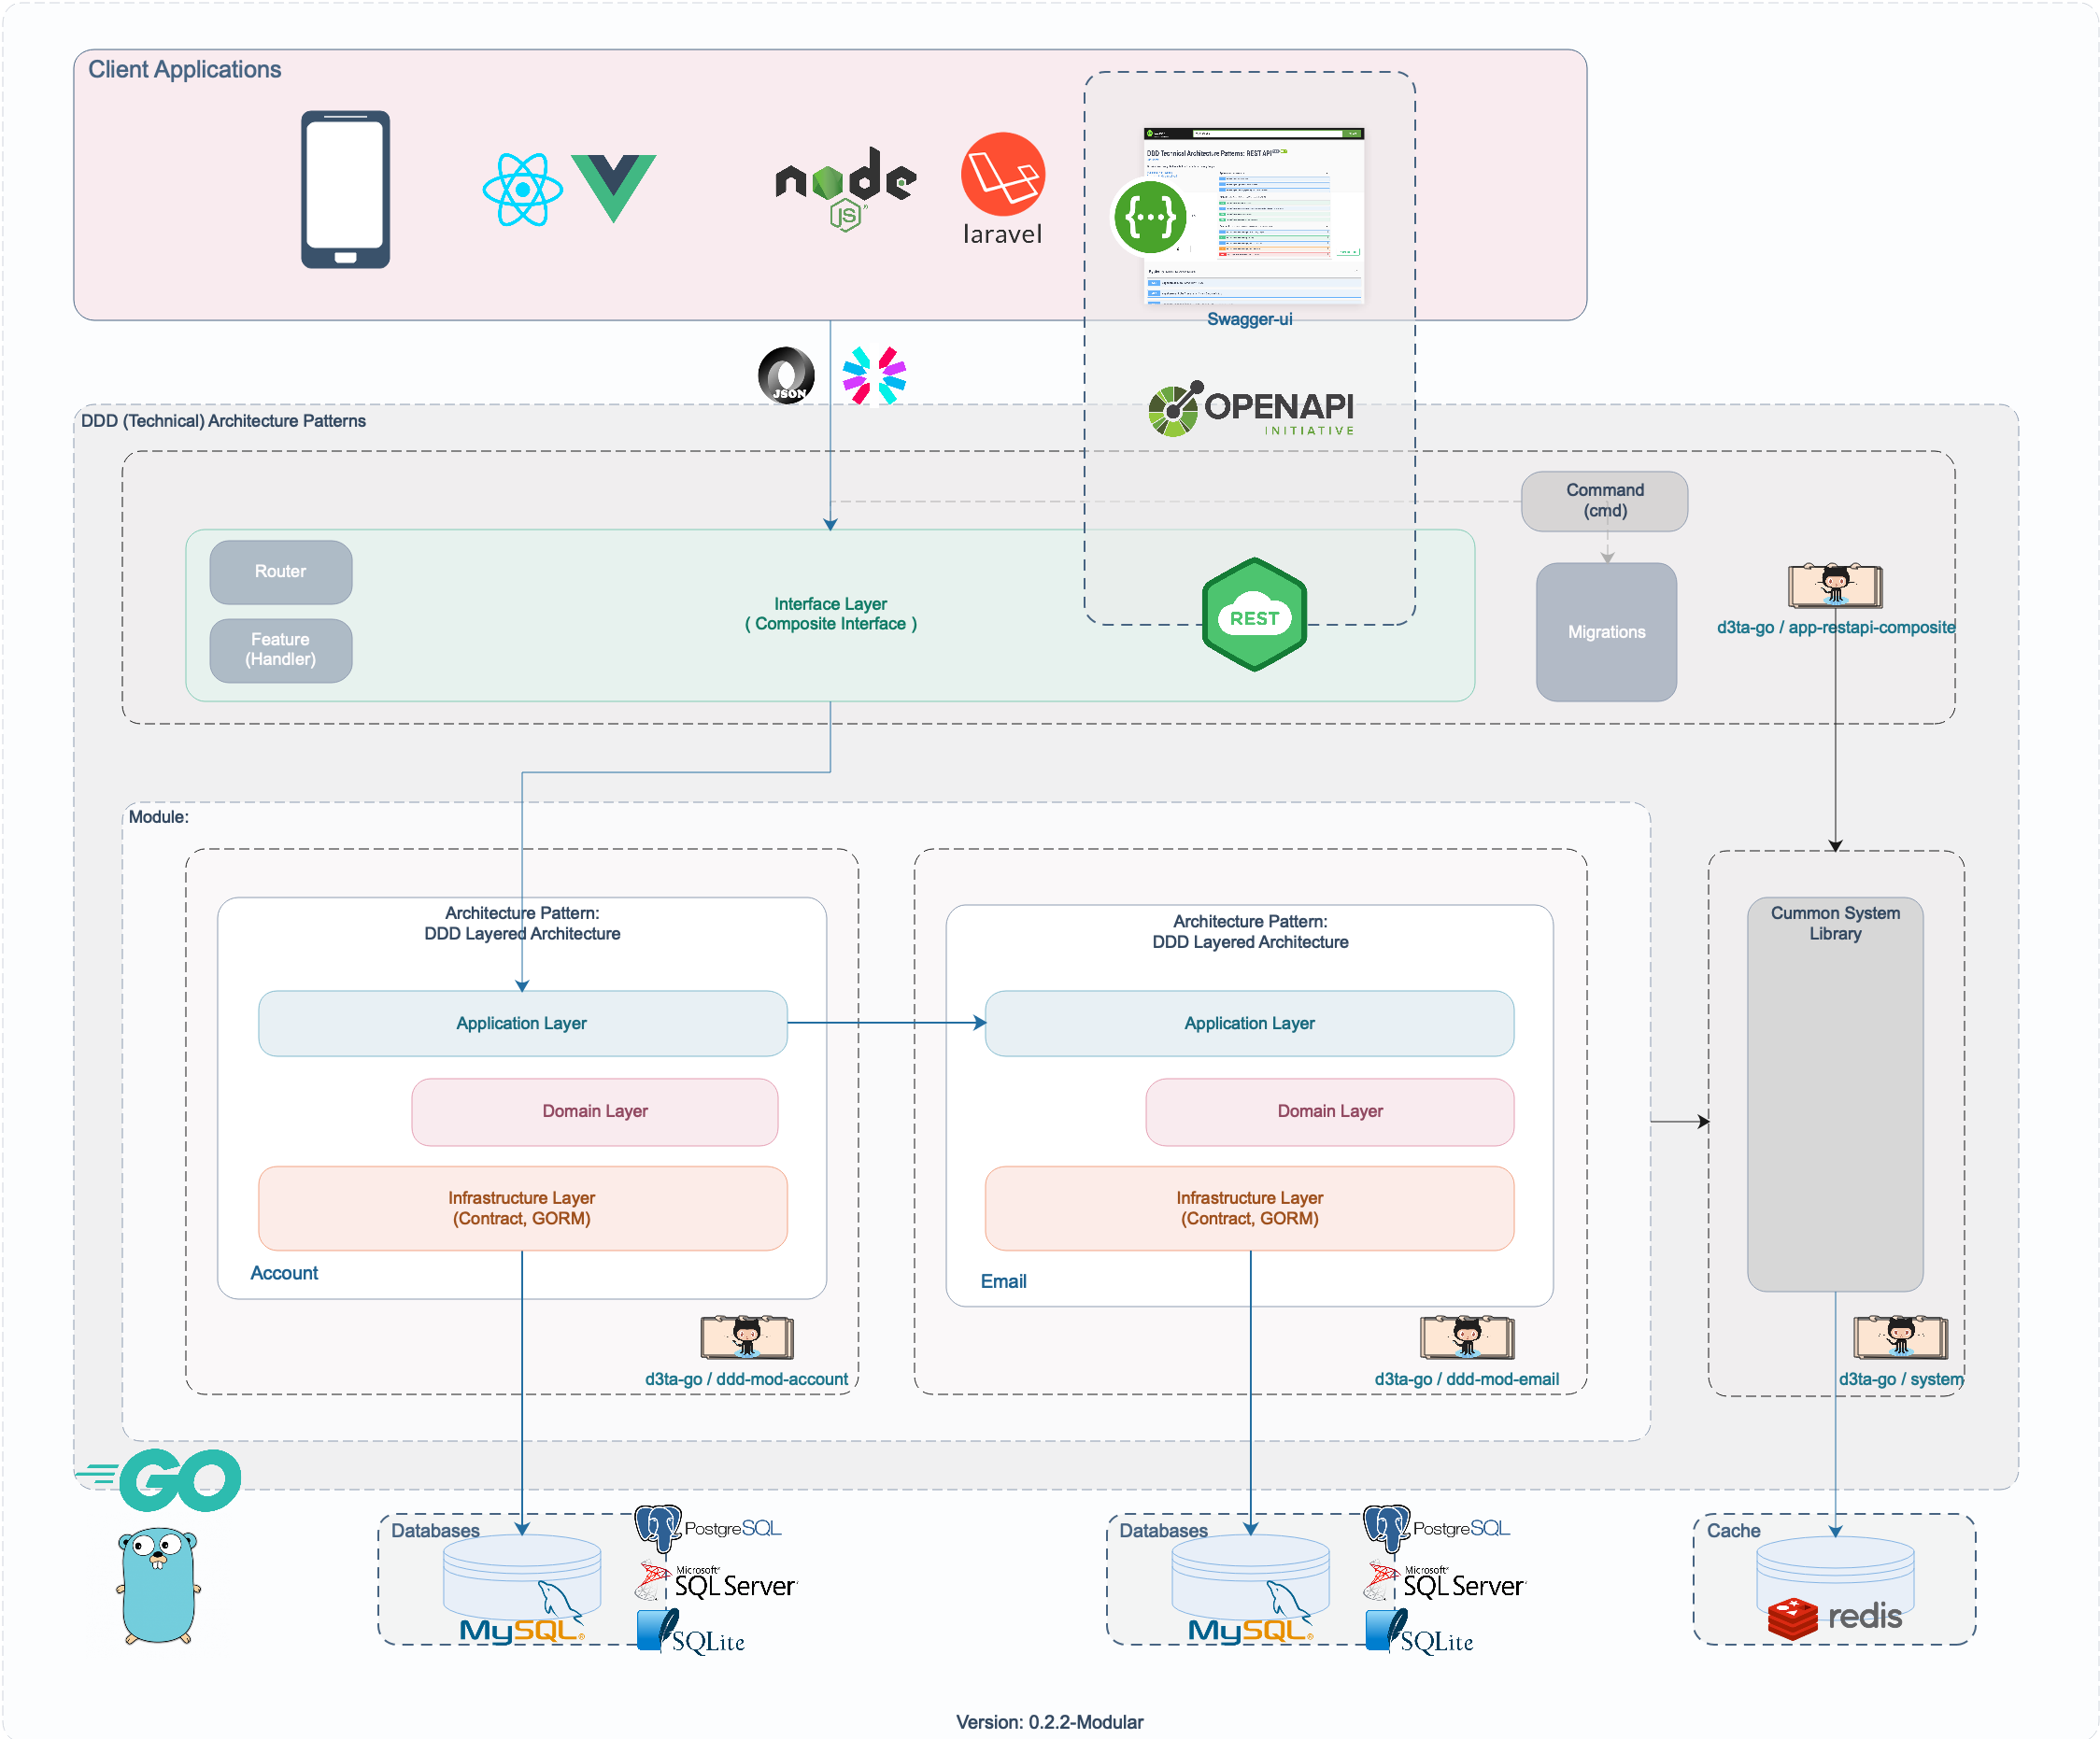 Client Applications
node
JS
laravel
DDD Technical Architecture Patterns: REST API
{···}
Swagger-ui
JSON
OPENAPI
INITIATIVE
DDD (Technical) Architecture Patterns
Command
(cmd)
Router
Feature
(Handler)
Interface Layer
( Composite Interface )
REST
Migrations
d3ta-go / app-restapi-composite
Module:
Architecture Pattern:
DDD Layered Architecture
Application Layer
Domain Layer
Infrastructure Layer
(Contract, GORM)
Account
d3ta-go / ddd-mod-account
Architecture Pattern:
DDD Layered Architecture
Application Layer
Domain Layer
Infrastructure Layer
(Contract, GORM)
Email
d3ta-go / ddd-mod-email
Cummon System
Library
d3ta-go / system
GO
Databases
MySQL®
PostgreSQL
Microsoft®
SQL Server®
SQLite
Databases
MySQL®
PostgreSQL
Microsoft®
SQL Server®
SQLite
Cache
redis
Version: 0.2.2-Modular